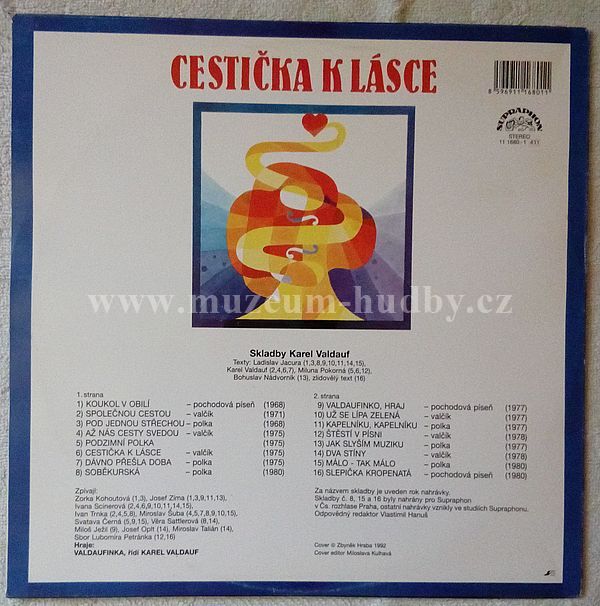 CESTIČKA K LÁSCE
8 596911 168011
SUPRAPHON
STEREO
11 1680-1 411
www.muzeum-hudby.cz
Skladby Karel Valdauf
Texty: Ladislav Jacura (1,3,8,9,10,11,14,15),
Karel Valdauf (2,4,6,7), Miluna Pokorná (5,6,12),
Bohuslav Nádvorník (13), zlidovělý text (16)
1. strana
1) KOUKOL V OBILÍ – pochodová píseň (1968)
2) SPOLEČNOU CESTOU – valčík (1971)
3) POD JEDNOU STŘECHOU – polka (1968)
4) AŽ NÁS CESTY SVEDOU – valčík (1975)
5) PODZIMNÍ POLKA (1975)
6) CESTIČKA K LÁSCE – valčík (1975)
7) DÁVNO PŘEŠLA DOBA – polka (1975)
8) SOBĚKURSKÁ – polka (1980)
2. strana
9) VALDAUFINKO, HRAJ – pochodová píseň (1977)
10) UŽ SE LÍPA ZELENÁ – valčík (1977)
11) KAPELNÍKU, KAPELNÍKU – polka (1977)
12) ŠTĚSTÍ V PÍSNI – valčík (1978)
13) JAK SLYŠÍM MUZIKU – polka (1977)
14) DVA STÍNY – valčík (1978)
15) MÁLO - TAK MÁLO – polka (1980)
16) SLEPIČKA KROPENATÁ – pochodová píseň (1980)
Zpívají:
Zorka Kohoutová (1,3), Josef Zíma (1,3,9,11,13),
Ivana Scinerová (2,4,6,9,10,11,14,15),
Ivan Trnka (2,4,5,8), Miroslav Šuba (4,5,7,8,9,10,15),
Svatava Černá (5,9,15), Věra Sattlerová (8,14),
Miloš Ježil (9), Josef Oplt (14), Miroslav Talián (14),
Sbor Lubomíra Petránka (12,16)
Hraje:
VALDAUFINKA, řídí KAREL VALDAUF
Za názvem skladby je uveden rok nahrávky.
Skladby č. 8, 15 a 16 byly nahrány pro Supraphon
v Čs. rozhlase Praha, ostatní nahrávky vznikly ve studiích Supraphonu.
Odpovědný redaktor Vlastimil Hanuš
Cover © Zbyněk Hraba 1992
Cover editor Miloslava Kulhavá